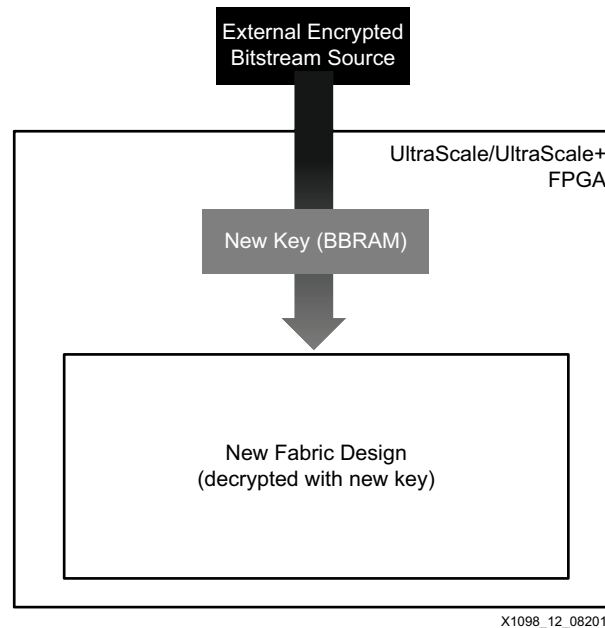 External Encrypted
Bitstream Source
UltraScale/UltraScale+
FPGA
New Key (BBRAM)
New Fabric Design
(decrypted with new key)
X1098_12_08201